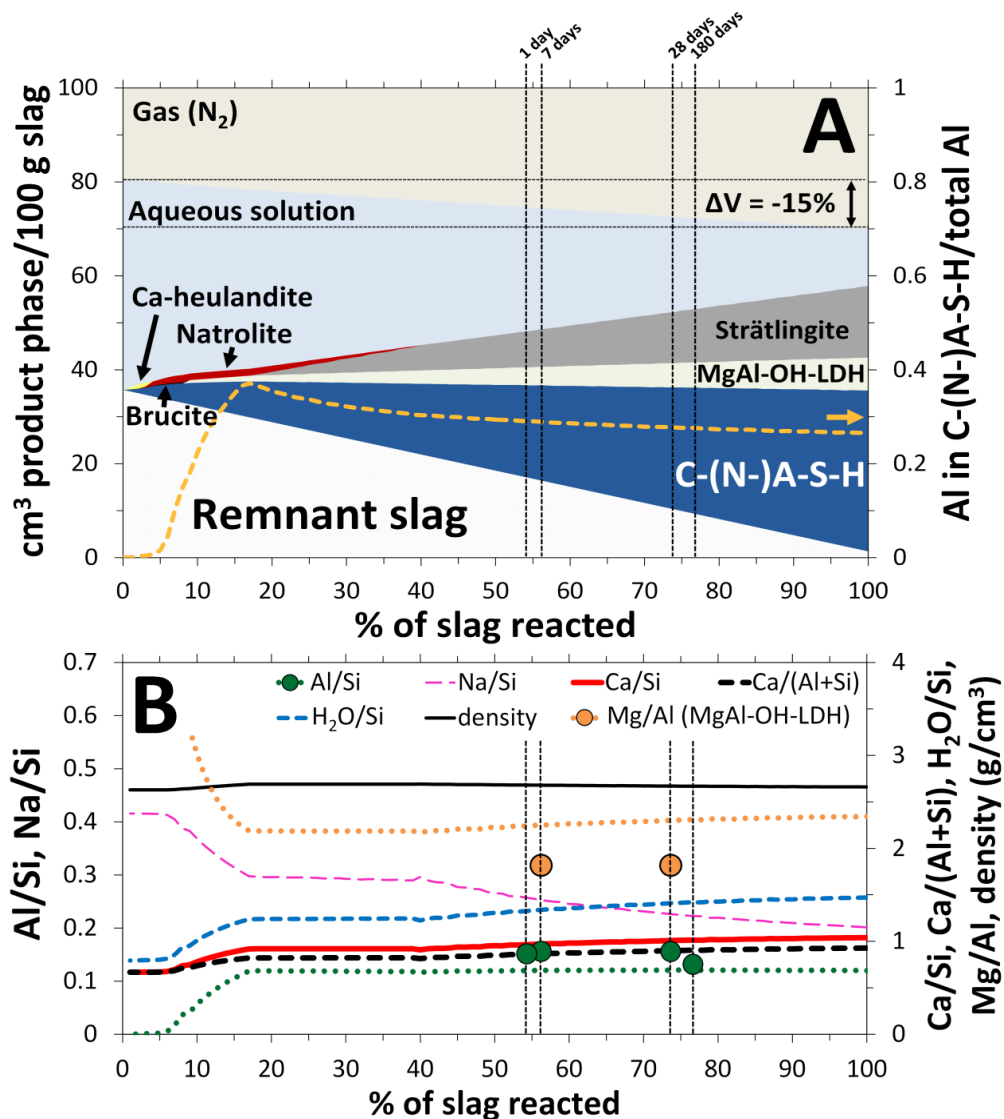 1 day
7 days
28 days
180 days
A
cm³ product phase/100 g slag
100
80
60
40
20
0
Gas (N₂)
Aqueous solution
ΔV = -15%
Ca-heulandite
Natrolite
Brucite
Strätlingite
MgAl-OH-LDH
C-(N-)A-S-H
Remnant slag
1
0.8
0.6
0.4
0.2
0
Al in C-(N)A-S-H/total Al
0 10 20 30 40 50 60 70 80 90 100
% of slag reacted
B
Al/Si, Na/Si
0.7
0.6
0.5
0.4
0.3
0.2
0.1
0
Al/Si Na/Si Ca/Si Ca/(Al+Si)
H₂O/Si density Mg/Al (MgAl-OH-LDH)
4
3
2
1
0
Ca/Si, Ca/(Al+Si), H₂O/Si,
Mg/Al, density (g/cm³)
0 10 20 30 40 50 60 70 80 90 100
% of slag reacted